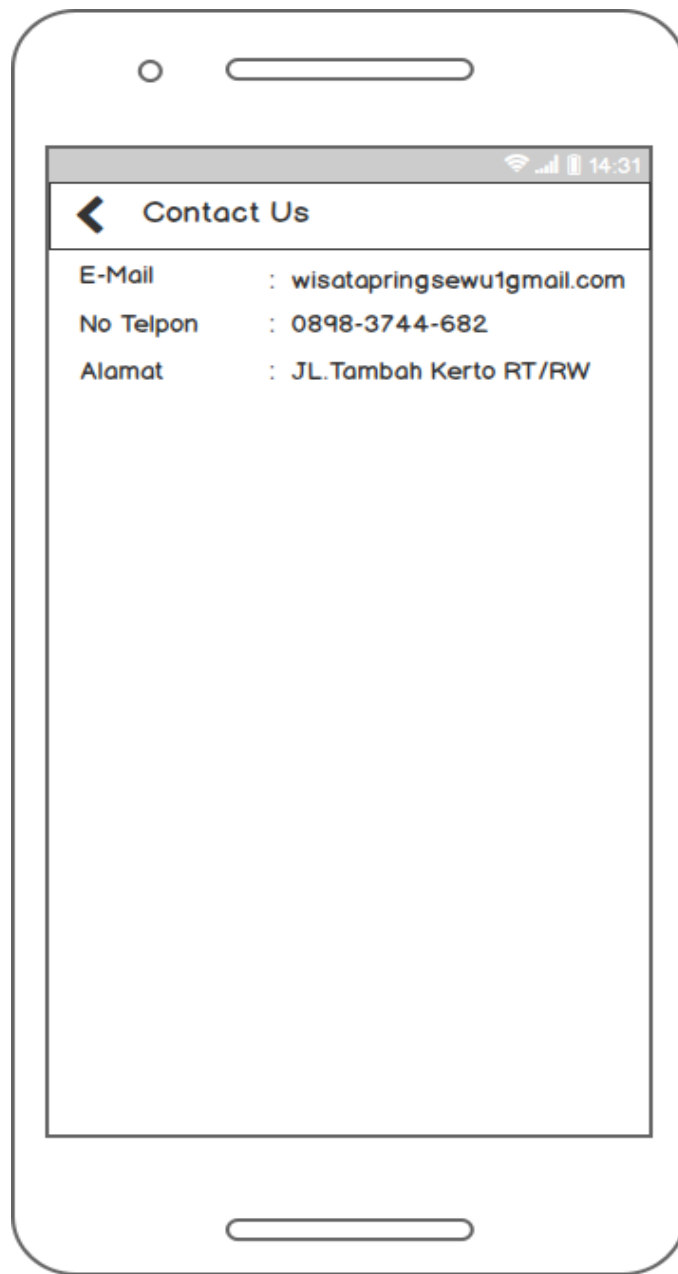 14:31
Contact Us
E-Mail : wisatapringsewu1gmail.com
No Telpon : 0898-3744-682
Alamat : JL.Tambah Kerto RT/RW